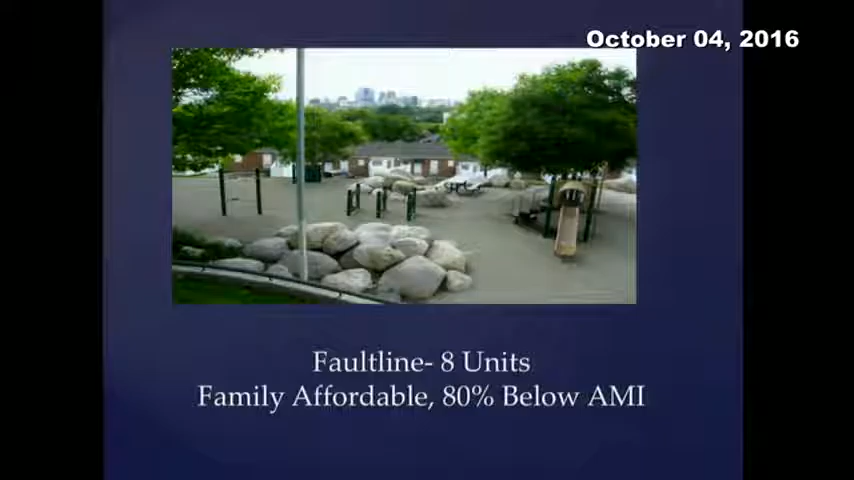 October 04, 2016
Faultline- 8 Units
Family Affordable, 80% Below AMI